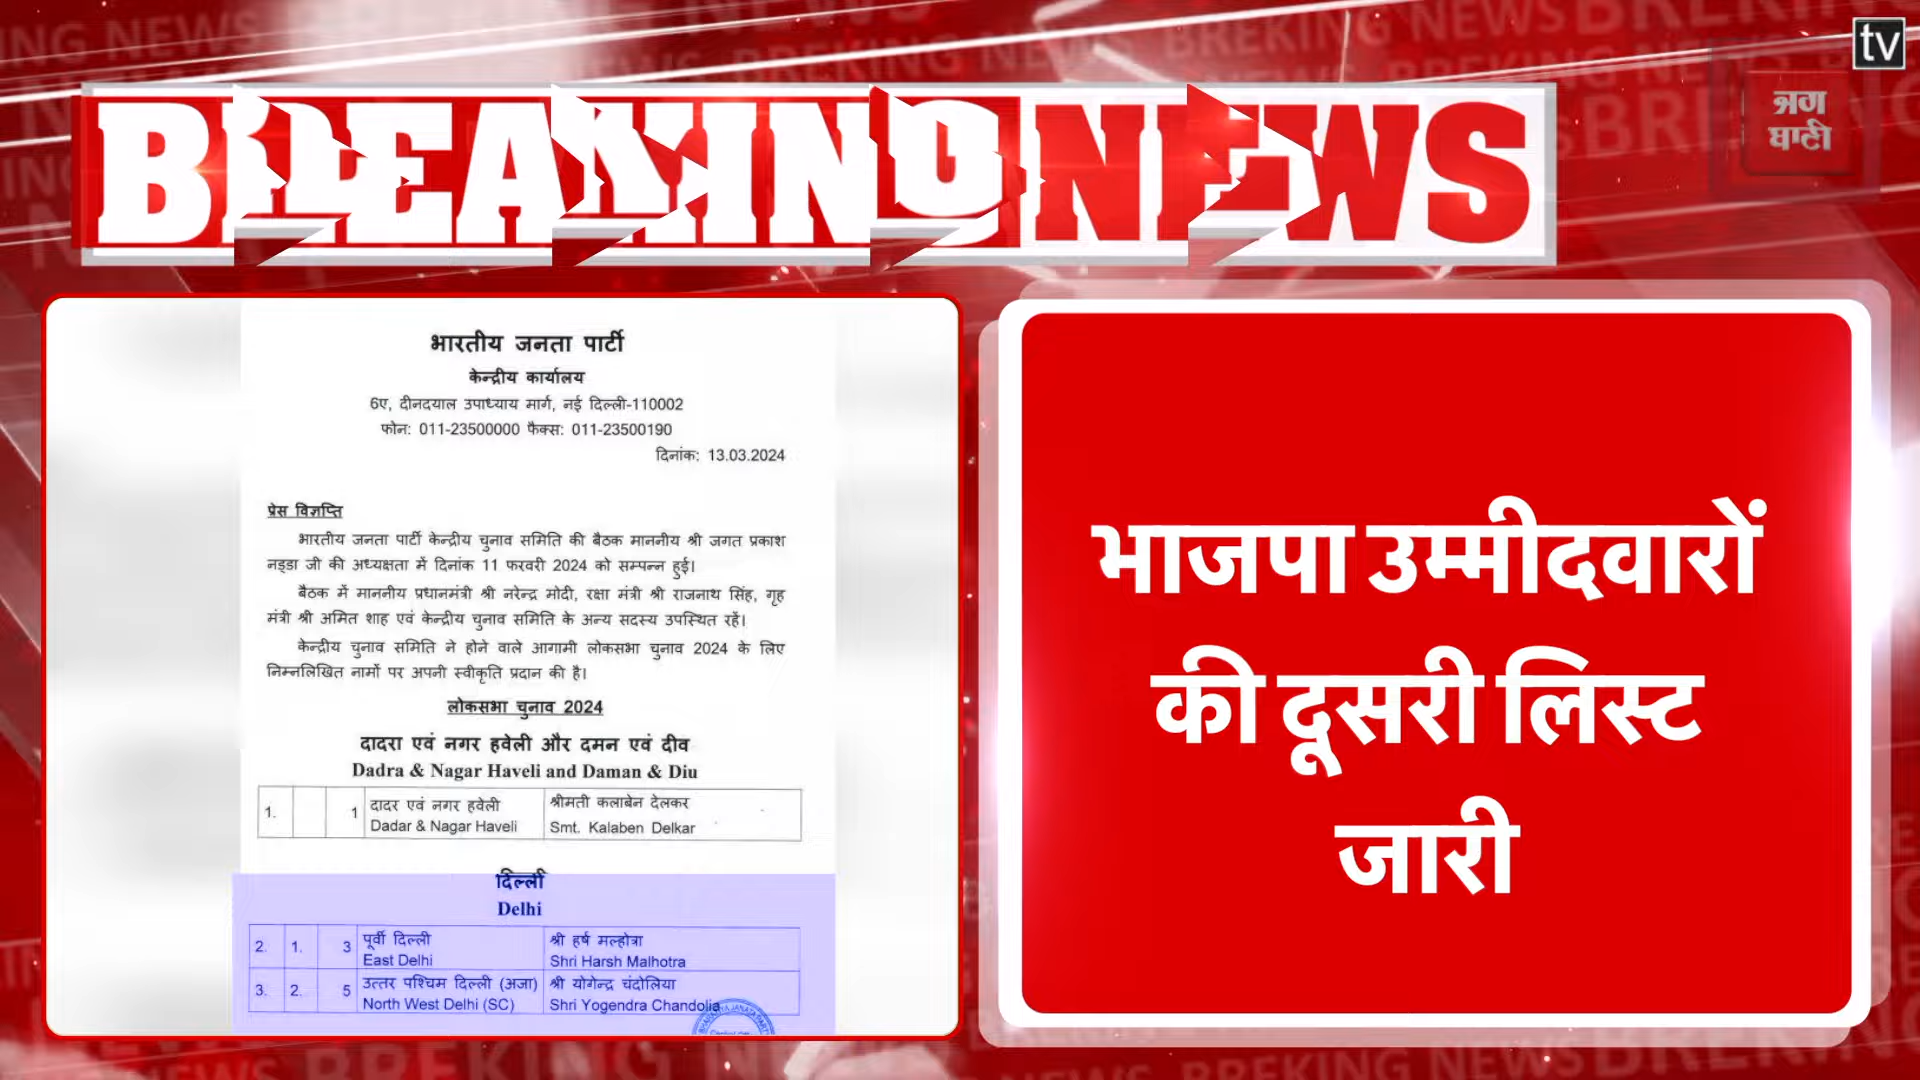 tv
BREAKING NEWS
जग
बाणी
भारतीय जनता पार्टी
केन्द्रीय कार्यालय
6ए, दीनदयाल उपाध्याय मार्ग, नई दिल्ली-110002
फोन: 011-23500000 फैक्स: 011-23500190
दिनांक: 13.03.2024
प्रेस विज्ञप्ति
भारतीय जनता पार्टी केन्द्रीय चुनाव समिति की बैठक माननीय श्री जगत प्रकाश
नड्डा जी की अध्यक्षता में दिनांक 11 फरवरी 2024 को सम्पन्न हुई।
बैठक में माननीय प्रधानमंत्री श्री नरेन्द्र मोदी, रक्षा मंत्री श्री राजनाथ सिंह, गृह
मंत्री श्री अमित शाह एवं केन्द्रीय चुनाव समिति के अन्य सदस्य उपस्थित रहें।
केन्द्रीय चुनाव समिति ने होने वाले आगामी लोकसभा चुनाव 2024 के लिए
निम्नलिखित नामों पर अपनी स्वीकृति प्रदान की है।
लोकसभा चुनाव 2024
दादरा एवं नगर हवेली और दमन एवं दीव
Dadra & Nagar Haveli and Daman & Diu
1. 1 दादर एवं नगर हवेली श्रीमती कलाबेन देलकर
Dadar & Nagar Haveli Smt. Kalaben Delkar
दिल्ली
Delhi
2. 1. 3 पूर्वी दिल्ली श्री हर्ष मल्होत्रा
East Delhi Shri Harsh Malhotra
3. 2. 5 उत्तर पश्चिम दिल्ली (अजा) श्री योगेन्द्र चंदोलिया
North West Delhi (SC) Shri Yogendra Chandolia
भाजपा उम्मीदवारों
की दूसरी लिस्ट
जारी